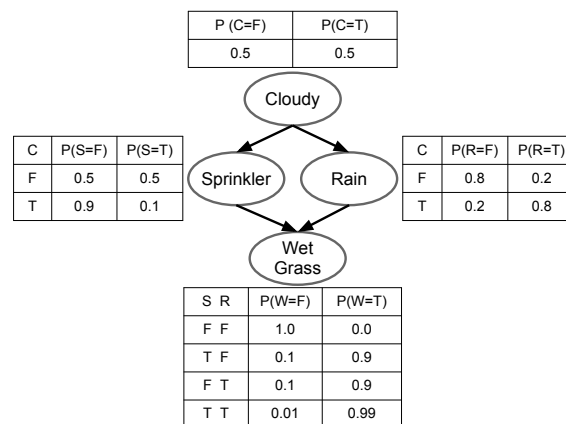 P (C=F) P(C=T)
0.5 0.5
Cloudy
C P(S=F) P(S=T)
F 0.5 0.5
T 0.9 0.1
Sprinkler
Rain
C P(R=F) P(R=T)
F 0.8 0.2
T 0.2 0.8
Wet
Grass
S R P(W=F) P(W=T)
F F 1.0 0.0
T F 0.1 0.9
F T 0.1 0.9
T T 0.01 0.99